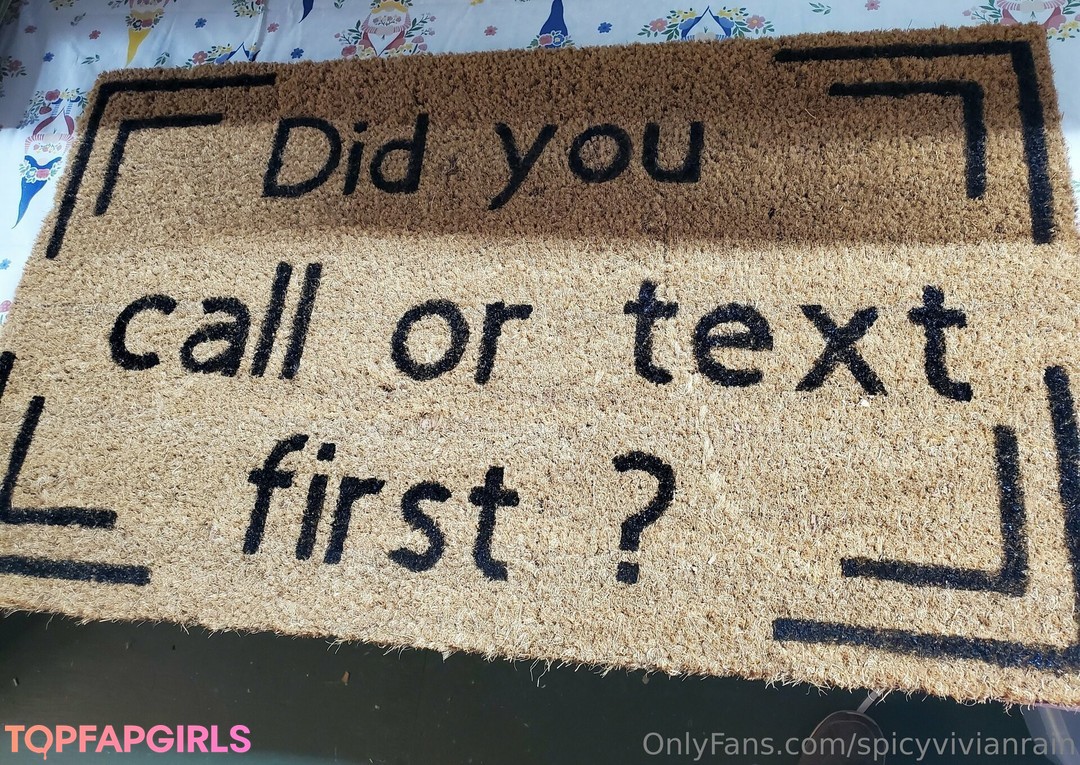 Did you
call or text
first ?
TOPFAPGIRLS
OnlyFans.com/spicyvivianrain